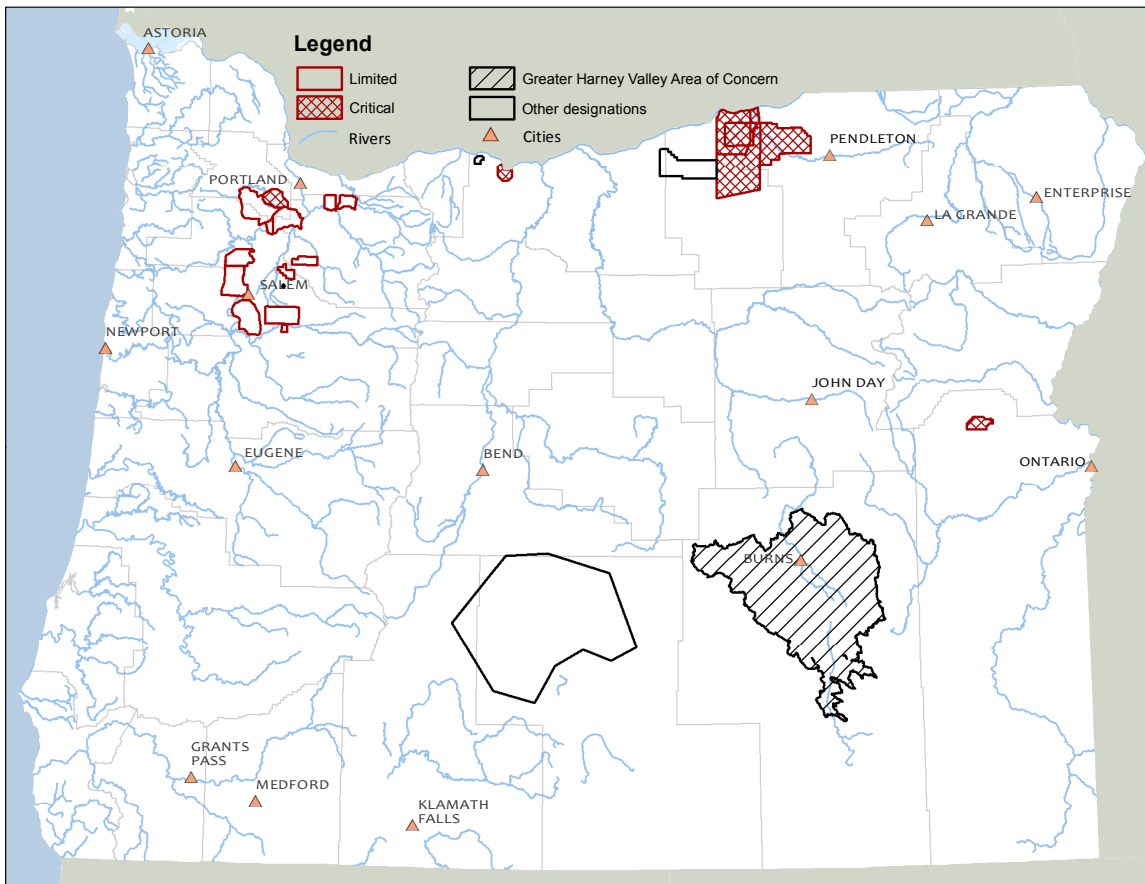 ASTORIA
Legend
Limited
Critical
Rivers
Greater Harney Valley Area of Concern
Other designations
Cities
PENDLETON
PORTLAND
ENTERPRISE
LA GRANDE
SALEM
NEWPORT
JOHN DAY
EUGENE
BEND
ONTARIO
BURNS
GRANTS
PASS
MEDFORD
KLAMATH
FALLS